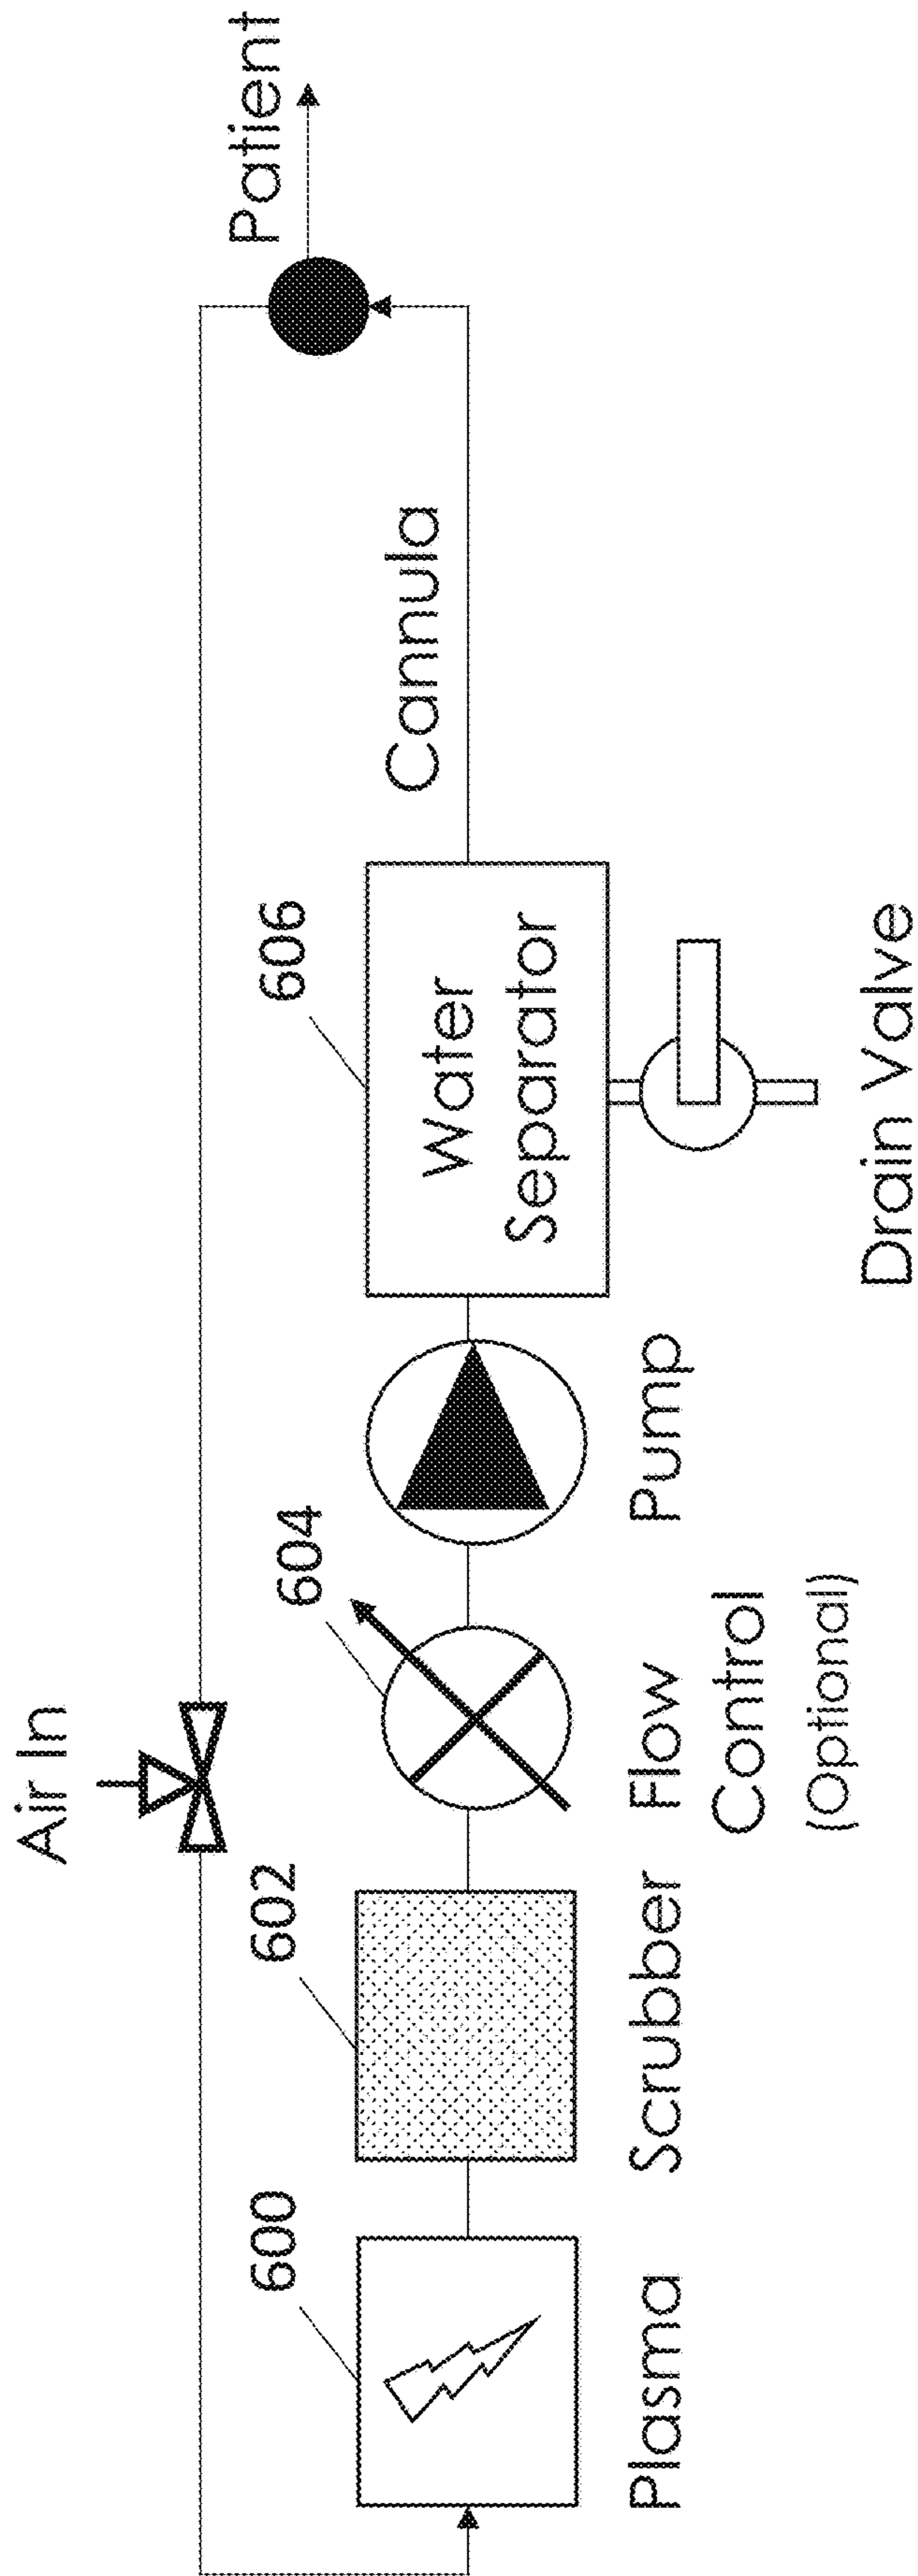 Air In
Patient
600
602
604
606
Cannula
Water
Separator
Plasma
Scrubber
Flow
Control
(Optional)
Pump
Drain Valve